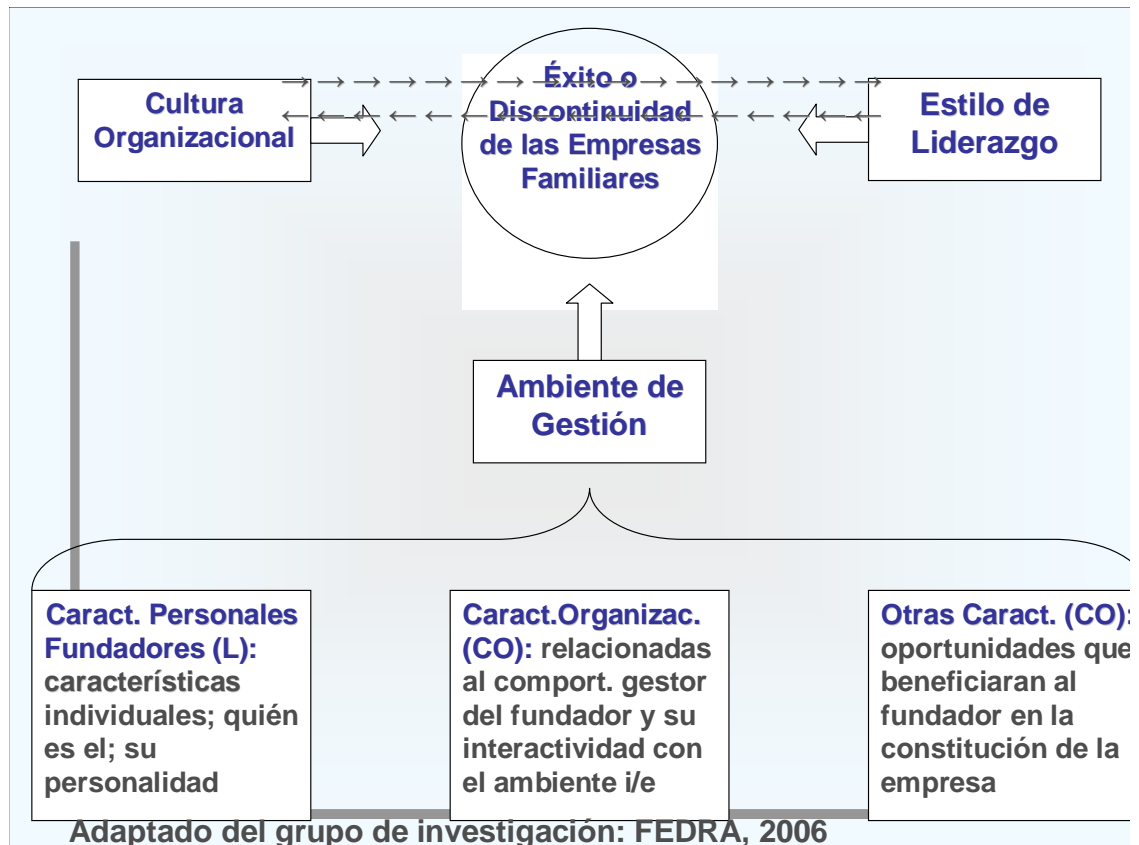 Cultura
Organizacional
Éxito o
Discontinuidad
de las Empresas
Familiares
Estilo de
Liderazgo
Ambiente de
Gestión
Caract. Personales
Fundadores (L):
características
individuales; quién
es el; su
personalidad
Caract.Organizac.
(CO): relacionadas
al comport. gestor
del fundador y su
interactividad con
el ambiente i/e
Otras Caract. (CO):
oportunidades que
beneficiaran al
fundador en la
constitución de la
empresa
Adaptado del grupo de investigación: FEDRA, 2006